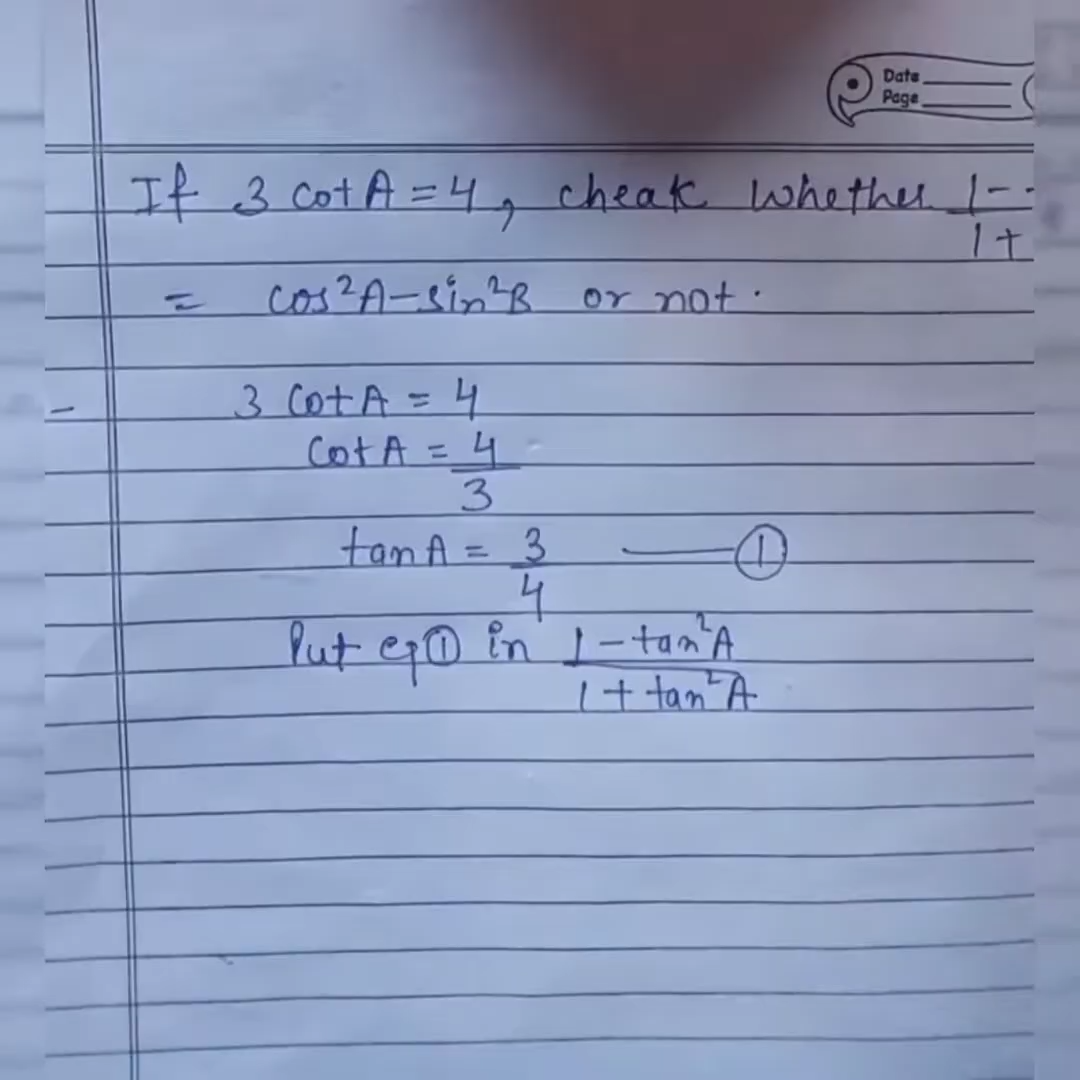 Date
Page
If 3 cot A = 4, cheak whether 1 -
1 +
= cos²A - sin²B or not.
3 cot A = 4
cot A = 4
3
tan A = 3 — ①
4
Put eq ① in 1 - tan²A
1 + tan²A